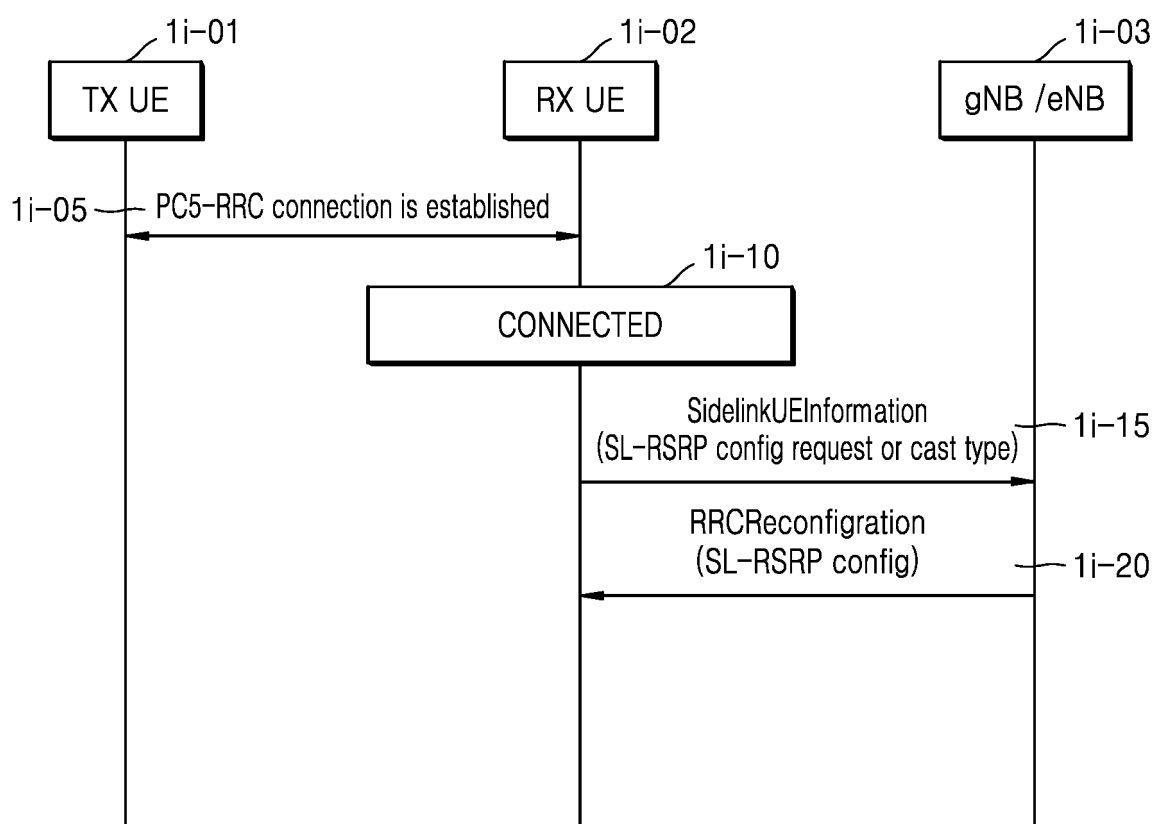 1i-01
1i-02
1i-03
TX UE
RX UE
gNB /eNB
1i-05
PC5-RRC connection is established
1i-10
CONNECTED
SidelinkUEInformation
(SL-RSRP config request or cast type)
1i-15
RRCReconfigration
(SL-RSRP config)
1i-20